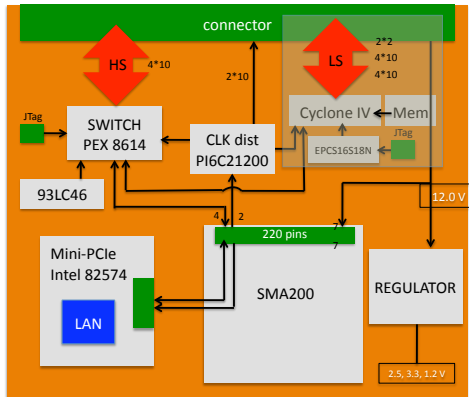 connector
HS
4*10
2*10
LS
2*2
4*10
4*10
JTag
SWITCH
PEX 8614
CLK dist
PI6C21200
Cyclone IV
Mem
EPCS16S18N
JTag
93LC46
12.0 V
4
2
7
220 pins
7
Mini-PCIe
Intel 82574
SMA200
REGULATOR
LAN
2.5, 3.3, 1.2 V